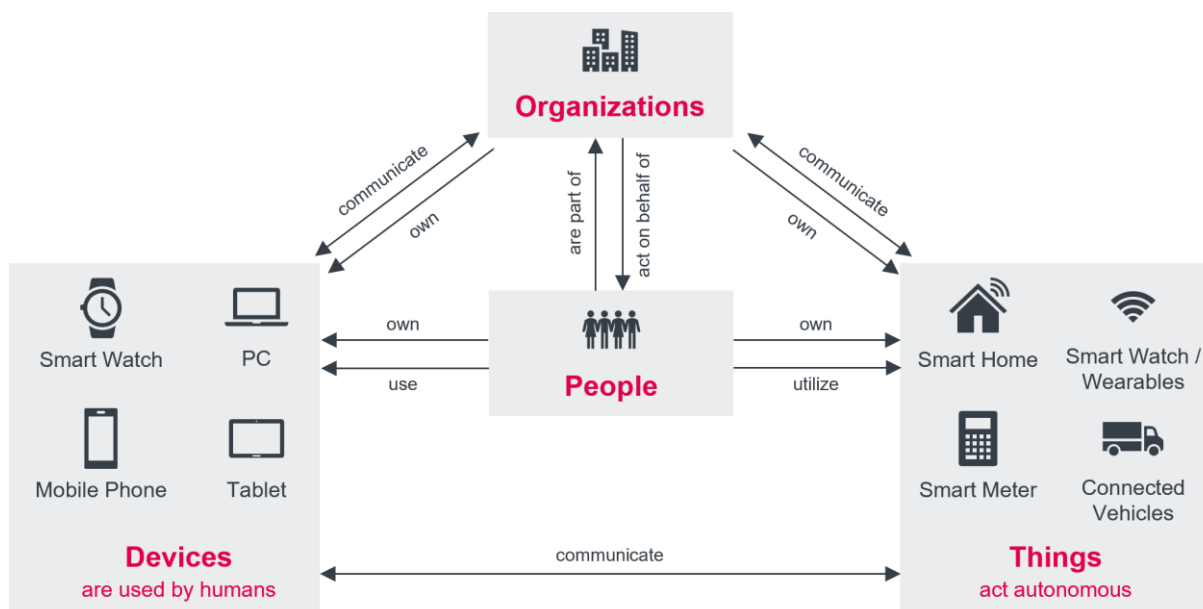 Organizations
communicate
own
are part of
act on behalf of
communicate
own
Smart Watch
PC
Mobile Phone
Tablet
Devices
are used by humans
own
use
People
own
utilize
Smart Home
Smart Watch /
Wearables
Smart Meter
Connected
Vehicles
Things
act autonomous
communicate